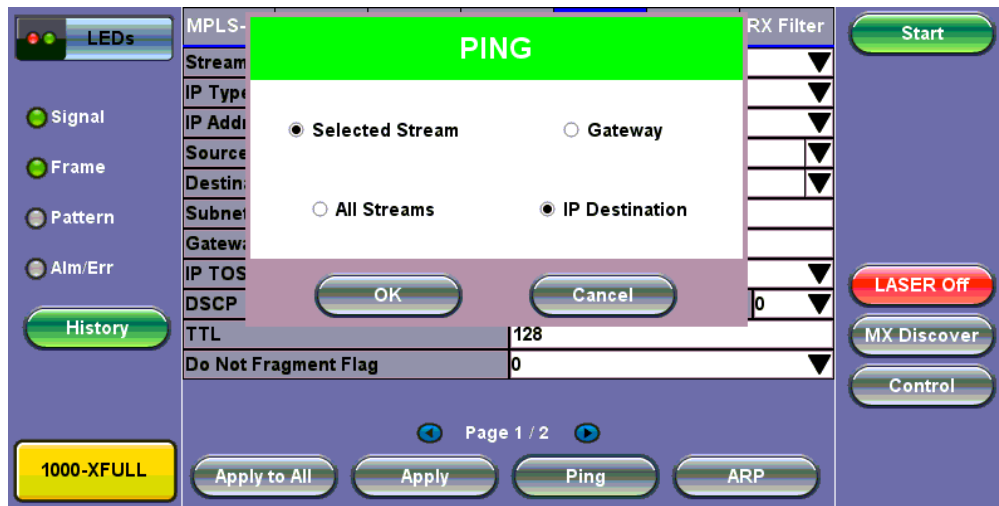 LEDs
Signal
Frame
Pattern
Alm/Err
History
1000-XFULL
MPLS-
RX Filter
Stream
IP Type
IP Addr
Source
Destina
Subnet
Gatewa
IP TOS
DSCP
0
TTL
128
Do Not Fragment Flag
0
PING
Selected Stream
Gateway
All Streams
IP Destination
OK
Cancel
Page 1 / 2
Apply to All
Apply
Ping
ARP
Start
LASER Off
MX Discover
Control